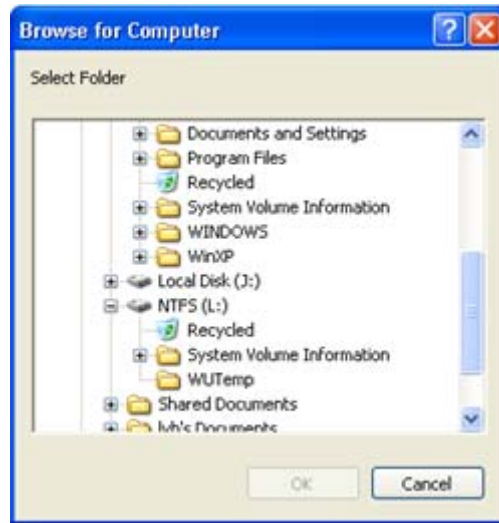 Browse for Computer
Select Folder
Documents and Settings
Program Files
Recycled
System Volume Information
WINDOWS
WinXP
Local Disk (J:)
NTFS (L:)
Recycled
System Volume Information
WUTemp
Shared Documents
Documents
OK
Cancel